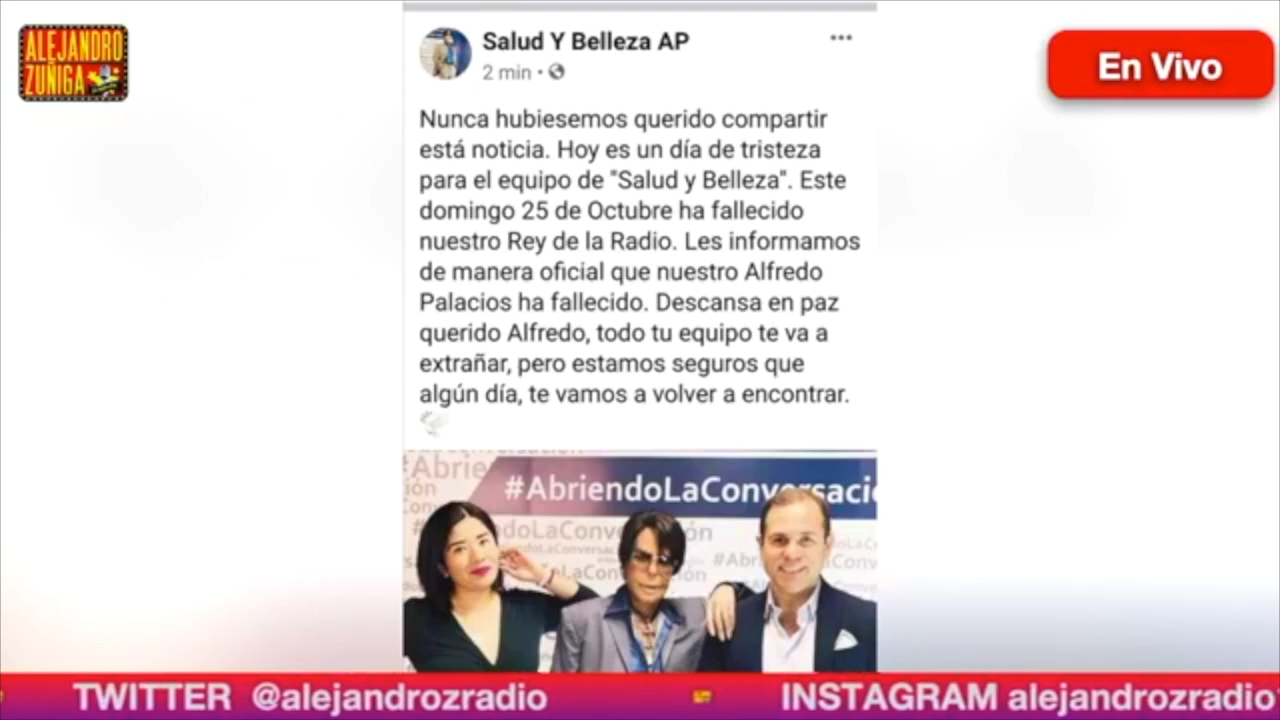 ALEJANDRO
ZUÑIGA
En Vivo
Salud Y Belleza AP
2 min
Nunca hubiesemos querido compartir
está noticia. Hoy es un día de tristeza
para el equipo de "Salud y Belleza". Este
domingo 25 de Octubre ha fallecido
nuestro Rey de la Radio. Les informamos
de manera oficial que nuestro Alfredo
Palacios ha fallecido. Descansa en paz
querido Alfredo, todo tu equipo te va a
extrañar, pero estamos seguros que
algún día, te vamos a volver a encontrar.
#AbriendoLaConversació
TWITTER @alejandrozradio
INSTAGRAM alejandrozradio